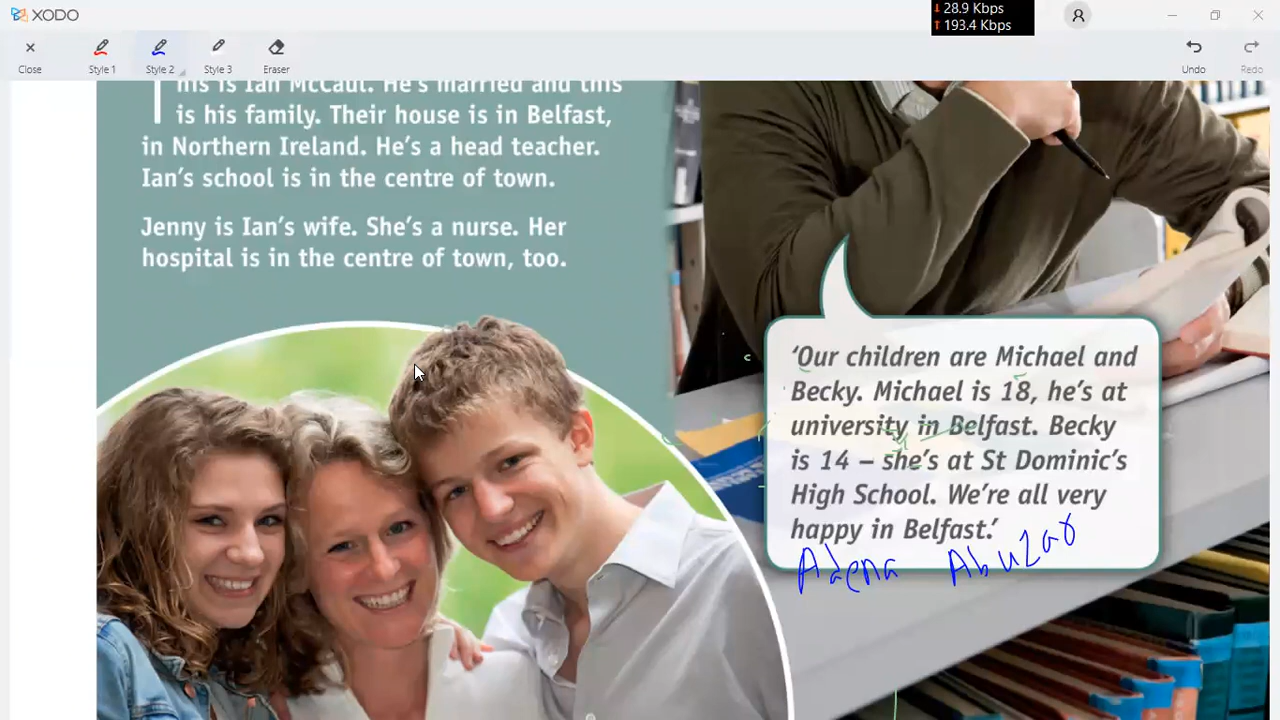 28.9 Kbps
193.4 Kbps
XODO
Close
Style 1
Style 2
Style 3
Eraser
Undo
Redo
This is Ian McCaul. He's married and this
is his family. Their house is in Belfast,
in Northern Ireland. He's a head teacher.
Ian's school is in the centre of town.
Jenny is Ian's wife. She's a nurse. Her
hospital is in the centre of town, too.
'Our children are Michael and
Becky. Michael is 18, he's at
university in Belfast. Becky
is 14 – she's at St Dominic's
High School. We're all very
happy in Belfast.'
Adena Abuzar